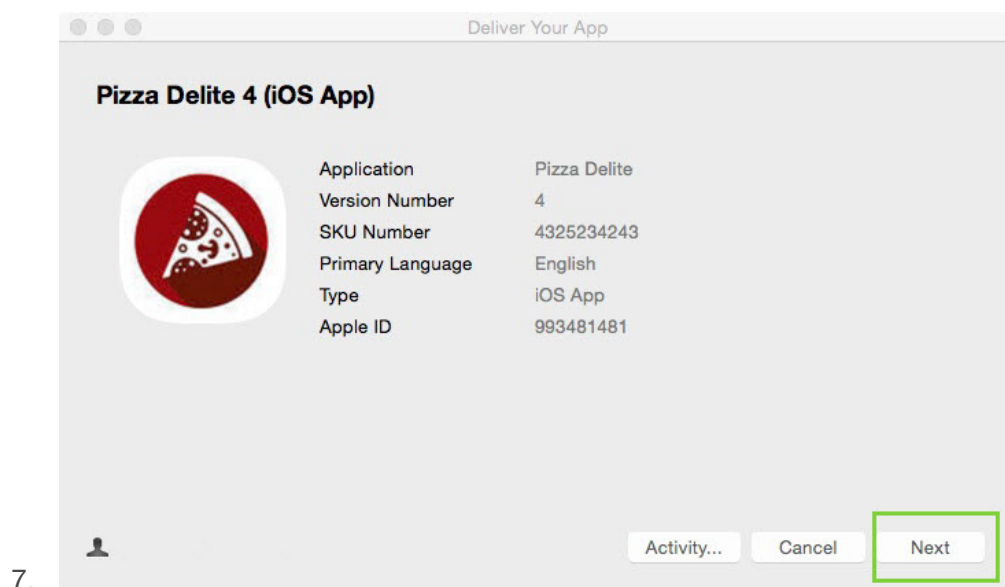 Deliver Your App
Pizza Delite 4 (iOS App)
Application Pizza Delite
Version Number 4
SKU Number 4325234243
Primary Language English
Type iOS App
Apple ID 993481481
Activity... Cancel Next
7.